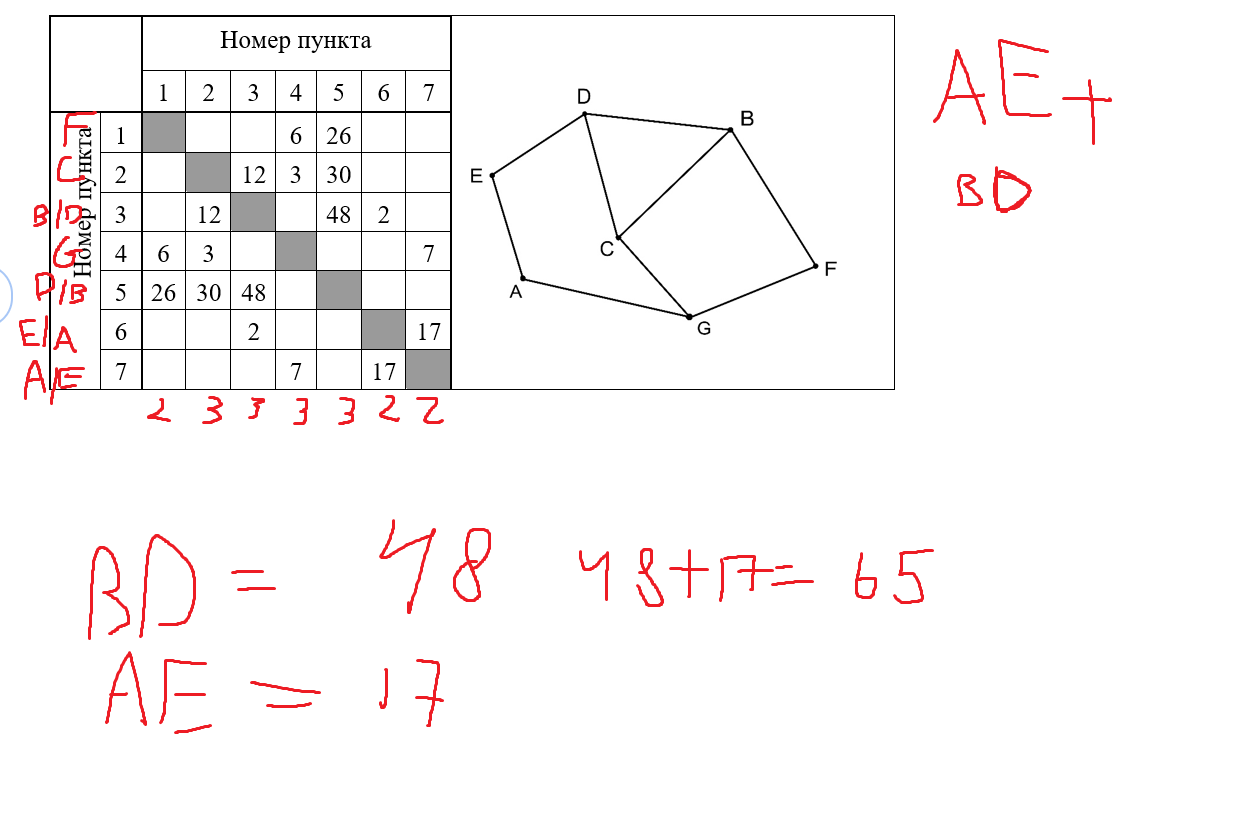 Номер пункта
1 2 3 4 5 6 7
Номер пункта
F 1 6 26
C 2 12 3 30
B/D 3 12 48 2
G 4 6 3 7
D/B 5 26 30 48
E/A 6 2 17
A/E 7 7 17
2 3 3 3 3 2 2
D
B
E
C
A
F
G
AE+
BD
BD = 48 48+17= 65
AE = 17